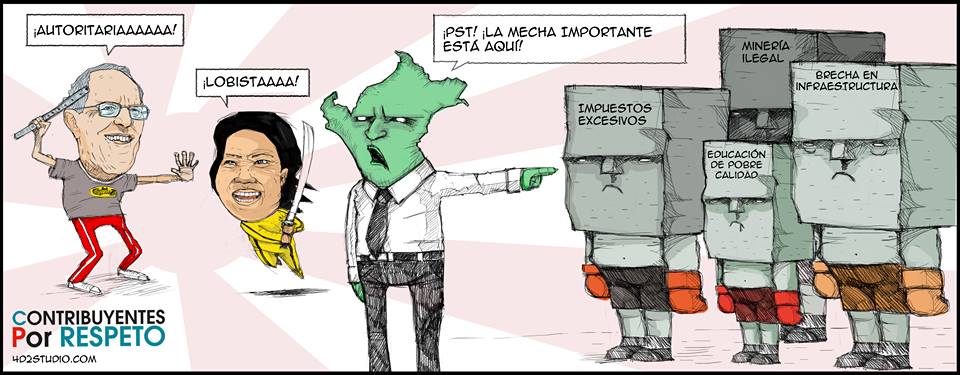 ¡AUTORITARIAAAAAA!
¡LOBISTAAAA!
¡PST! ¡LA MECHA IMPORTANTE
ESTÁ AQUÍ!
IMPUESTOS
EXCESIVOS
MINERÍA
ILEGAL
EDUCACIÓN
DE POBRE
CALIDAD
BRECHA EN
INFRAESTRUCTURA
CONTRIBUYENTES
Por RESPETO
4D2STUDIO.COM